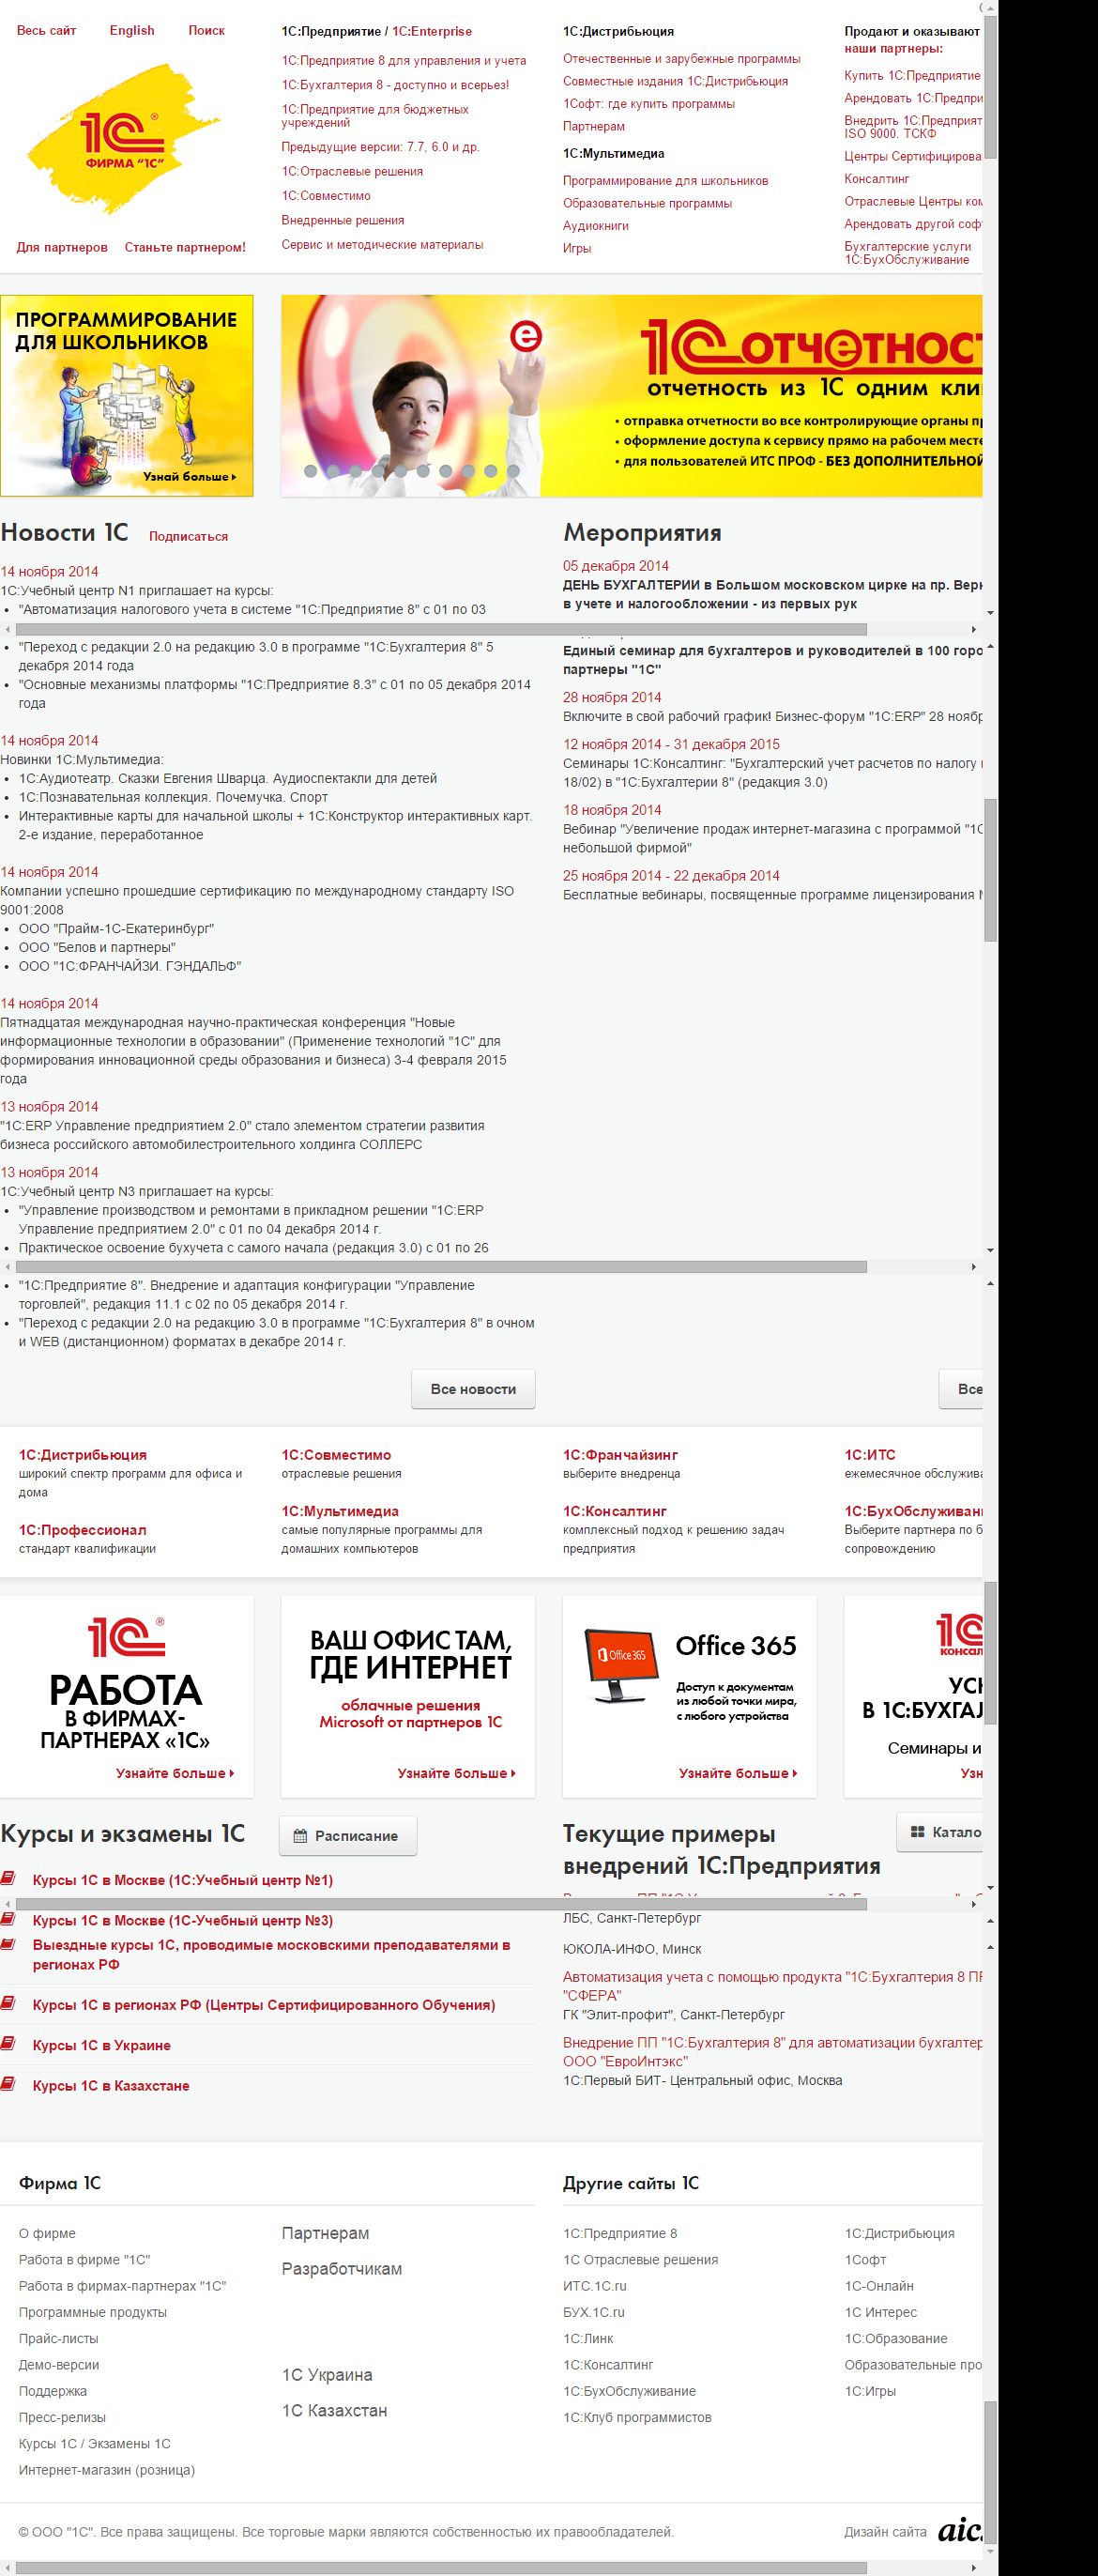 Весь сайт English Поиск
1С®
ФИРМА "1С"
Для партнеров Станьте партнером!
1С:Предприятие / 1C:Enterprise
1С:Предприятие 8 для управления и учета
1С:Бухгалтерия 8 - доступно и всерьез!
1С:Предприятие для бюджетных
учреждений
Предыдущие версии: 7.7, 6.0 и др.
1С:Отраслевые решения
1С:Совместимо
Внедренные решения
Сервис и методические материалы
1С:Дистрибьюция
Отечественные и зарубежные программы
Совместные издания 1С:Дистрибьюция
1Софт: где купить программы
Партнерам
1С:Мультимедиа
Программирование для школьников
Образовательные программы
Аудиокниги
Игры
Продают и оказывают
наши партнеры:
Купить 1С:Предприятие
Арендовать 1С:Предпри
Внедрить 1С:Предприят
ISO 9000. ТСКФ
Центры Сертифицирова
Консалтинг
Отраслевые Центры ком
Арендовать другой соф
Бухгалтерские услуги
1С:БухОбслуживание
ПРОГРАММИРОВАНИЕ
ДЛЯ ШКОЛЬНИКОВ
Узнай больше
e
1С отчетност
отчетность из 1С одним кли
• отправка отчетности во все контролирующие органы п
• оформление доступа к сервису прямо на рабочем месте
• для пользователей ИТС ПРОФ - БЕЗ ДОПОЛНИТЕЛЬНОЙ
Новости 1С Подписаться
14 ноября 2014
1С:Учебный центр N1 приглашает на курсы:
• "Автоматизация налогового учета в системе "1С:Предприятие 8" с 01 по 03
• "Переход с редакции 2.0 на редакцию 3.0 в программе "1С:Бухгалтерия 8" 5
декабря 2014 года
• "Основные механизмы платформы "1С:Предприятие 8.3" с 01 по 05 декабря 2014
года
14 ноября 2014
Новинки 1С:Мультимедиа:
• 1С:Аудиотеатр. Сказки Евгения Шварца. Аудиоспектакли для детей
• 1С:Познавательная коллекция. Почемучка. Спорт
• Интерактивные карты для начальной школы + 1С:Конструктор интерактивных карт.
2-е издание, переработанное
14 ноября 2014
Компании успешно прошедшие сертификацию по международному стандарту ISO
9001:2008
• ООО "Прайм-1С-Екатеринбург"
• ООО "Белов и партнеры"
• ООО "1С:ФРАНЧАЙЗИ. ГЭНДАЛЬФ"
14 ноября 2014
Пятнадцатая международная научно-практическая конференция "Новые
информационные технологии в образовании" (Применение технологий "1С" для
формирования инновационной среды образования и бизнеса) 3-4 февраля 2015
года
13 ноября 2014
"1С:ERP Управление предприятием 2.0" стало элементом стратегии развития
бизнеса российского автомобилестроительного холдинга СОЛЛЕРС
13 ноября 2014
1С:Учебный центр N3 приглашает на курсы:
• "Управление производством и ремонтами в прикладном решении "1С:ERP
Управление предприятием 2.0" с 01 по 04 декабря 2014 г.
• Практическое освоение бухучета с самого начала (редакция 3.0) с 01 по 26
• "1С:Предприятие 8". Внедрение и адаптация конфигурации "Управление
торговлей", редакция 11.1 с 02 по 05 декабря 2014 г.
• "Переход с редакции 2.0 на редакцию 3.0 в программе "1С:Бухгалтерия 8" в очном
и WEB (дистанционном) форматах в декабре 2014 г.
Все новости
Мероприятия
05 декабря 2014
ДЕНЬ БУХГАЛТЕРИИ в Большом московском цирке на пр. Верн
в учете и налогообложении - из первых рук
Единый семинар для бухгалтеров и руководителей в 100 горо
партнеры "1С"
28 ноября 2014
Включите в свой рабочий график! Бизнес-форум "1С:ERP" 28 нояб
12 ноября 2014 - 31 декабря 2015
Семинары 1С:Консалтинг: "Бухгалтерский учет расчетов по налогу
18/02) в "1С:Бухгалтерии 8" (редакция 3.0)
18 ноября 2014
Вебинар "Увеличение продаж интернет-магазина с программой "1С
небольшой фирмой"
25 ноября 2014 - 22 декабря 2014
Бесплатные вебинары, посвященные программе лицензирования
Все
1С:Дистрибьюция
широкий спектр программ для офиса и
дома
1С:Профессионал
стандарт квалификации
1С:Совместимо
отраслевые решения
1С:Мультимедиа
самые популярные программы для
домашних компьютеров
1С:Франчайзинг
выберите внедренца
1С:Консалтинг
комплексный подход к решению задач
предприятия
1С:ИТС
ежемесячное обслужива
1С:БухОбслуживан
Выберите партнера по б
сопровождению
1С®
РАБОТА
В ФИРМАХ-
ПАРТНЕРАХ «1С»
Узнайте больше
ВАШ ОФИС ТАМ,
ГДЕ ИНТЕРНЕТ
облачные решения
Microsoft от партнеров 1С
Узнайте больше
Office 365
Office 365
Доступ к документам
из любой точки мира,
с любого устройства
Узнайте больше
1С
консал
УСН
В 1С:БУХГАЛ
Семинары и
Узн
Курсы и экзамены 1С Расписание
Курсы 1С в Москве (1С:Учебный центр №1)
Курсы 1С в Москве (1С-Учебный центр №3)
Выездные курсы 1С, проводимые московскими преподавателями в
регионах РФ
Курсы 1С в регионах РФ (Центры Сертифицированного Обучения)
Курсы 1С в Украине
Курсы 1С в Казахстане
Текущие примеры
внедрений 1С:Предприятия
Катало
ЛБС, Санкт-Петербург
ЮКОЛА-ИНФО, Минск
Автоматизация учета с помощью продукта "1С:Бухгалтерия 8 ПР
"СФЕРА"
ГК "Элит-профит", Санкт-Петербург
Внедрение ПП "1С:Бухгалтерия 8" для автоматизации бухгалтер
ООО "ЕвроИнтэкс"
1С:Первый БИТ- Центральный офис, Москва
Фирма 1С
О фирме
Работа в фирме "1С"
Работа в фирмах-партнерах "1С"
Программные продукты
Прайс-листы
Демо-версии
Поддержка
Пресс-релизы
Курсы 1С / Экзамены 1С
Интернет-магазин (розница)
Партнерам
Разработчикам
1С Украина
1С Казахстан
Другие сайты 1С
1С:Предприятие 8
1С Отраслевые решения
ИТС.1С.ru
БУХ.1С.ru
1С:Линк
1С:Консалтинг
1С:БухОбслуживание
1С:Клуб программистов
1С:Дистрибьюция
1Софт
1С-Онлайн
1С Интерес
1С:Образование
Образовательные про
1С:Игры
© ООО "1С". Все права защищены. Все торговые марки являются собственностью их правообладателей.
Дизайн сайта aic.